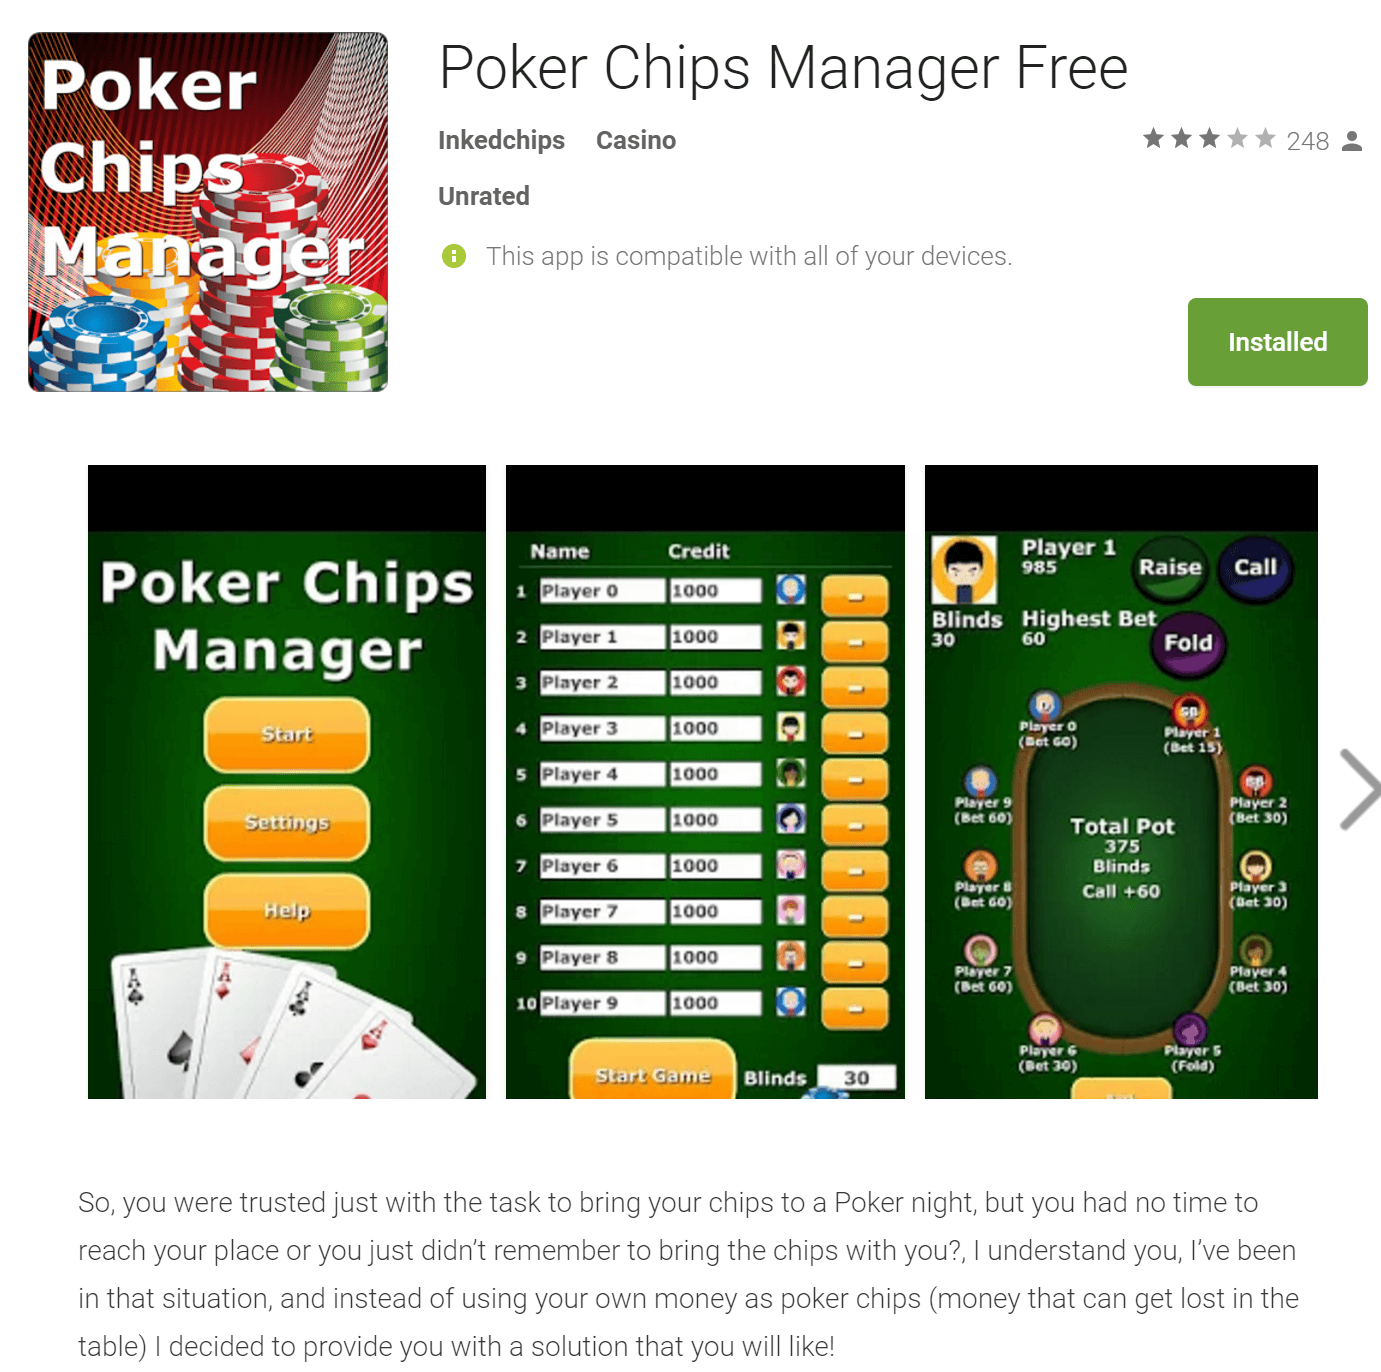 Poker
Chips
Manager
Poker Chips Manager Free
Inkedchips Casino
248
Unrated
This app is compatible with all of your devices.
Installed
Poker Chips
Manager
Start
Settings
Help
A
A
A
A
Name Credit
1 Player 0 1000 -
2 Player 1 1000 -
3 Player 2 1000 -
4 Player 3 1000 -
5 Player 4 1000 -
6 Player 5 1000 -
7 Player 6 1000 -
8 Player 7 1000 -
9 Player 8 1000 -
10 Player 9 1000 -
Start Game Blinds 30
Player 1
985
Raise Call
Blinds
30
Highest Bet
60
Fold
Player 0
(Bet 60)
SB
Player 1
(Bet 15)
Player 9
(Bet 60)
BB
Player 2
(Bet 30)
Total Pot
375
Blinds
Call +60
Player 8
(Bet 60)
Player 3
(Bet 30)
Player 7
(Bet 60)
Player 4
(Bet 30)
Player 6
(Bet 30)
Player 5
(Fold)
So, you were trusted just with the task to bring your chips to a Poker night, but you had no time to
reach your place or you just didn’t remember to bring the chips with you?, I understand you, I’ve been
in that situation, and instead of using your own money as poker chips (money that can get lost in the
table) I decided to provide you with a solution that you will like!